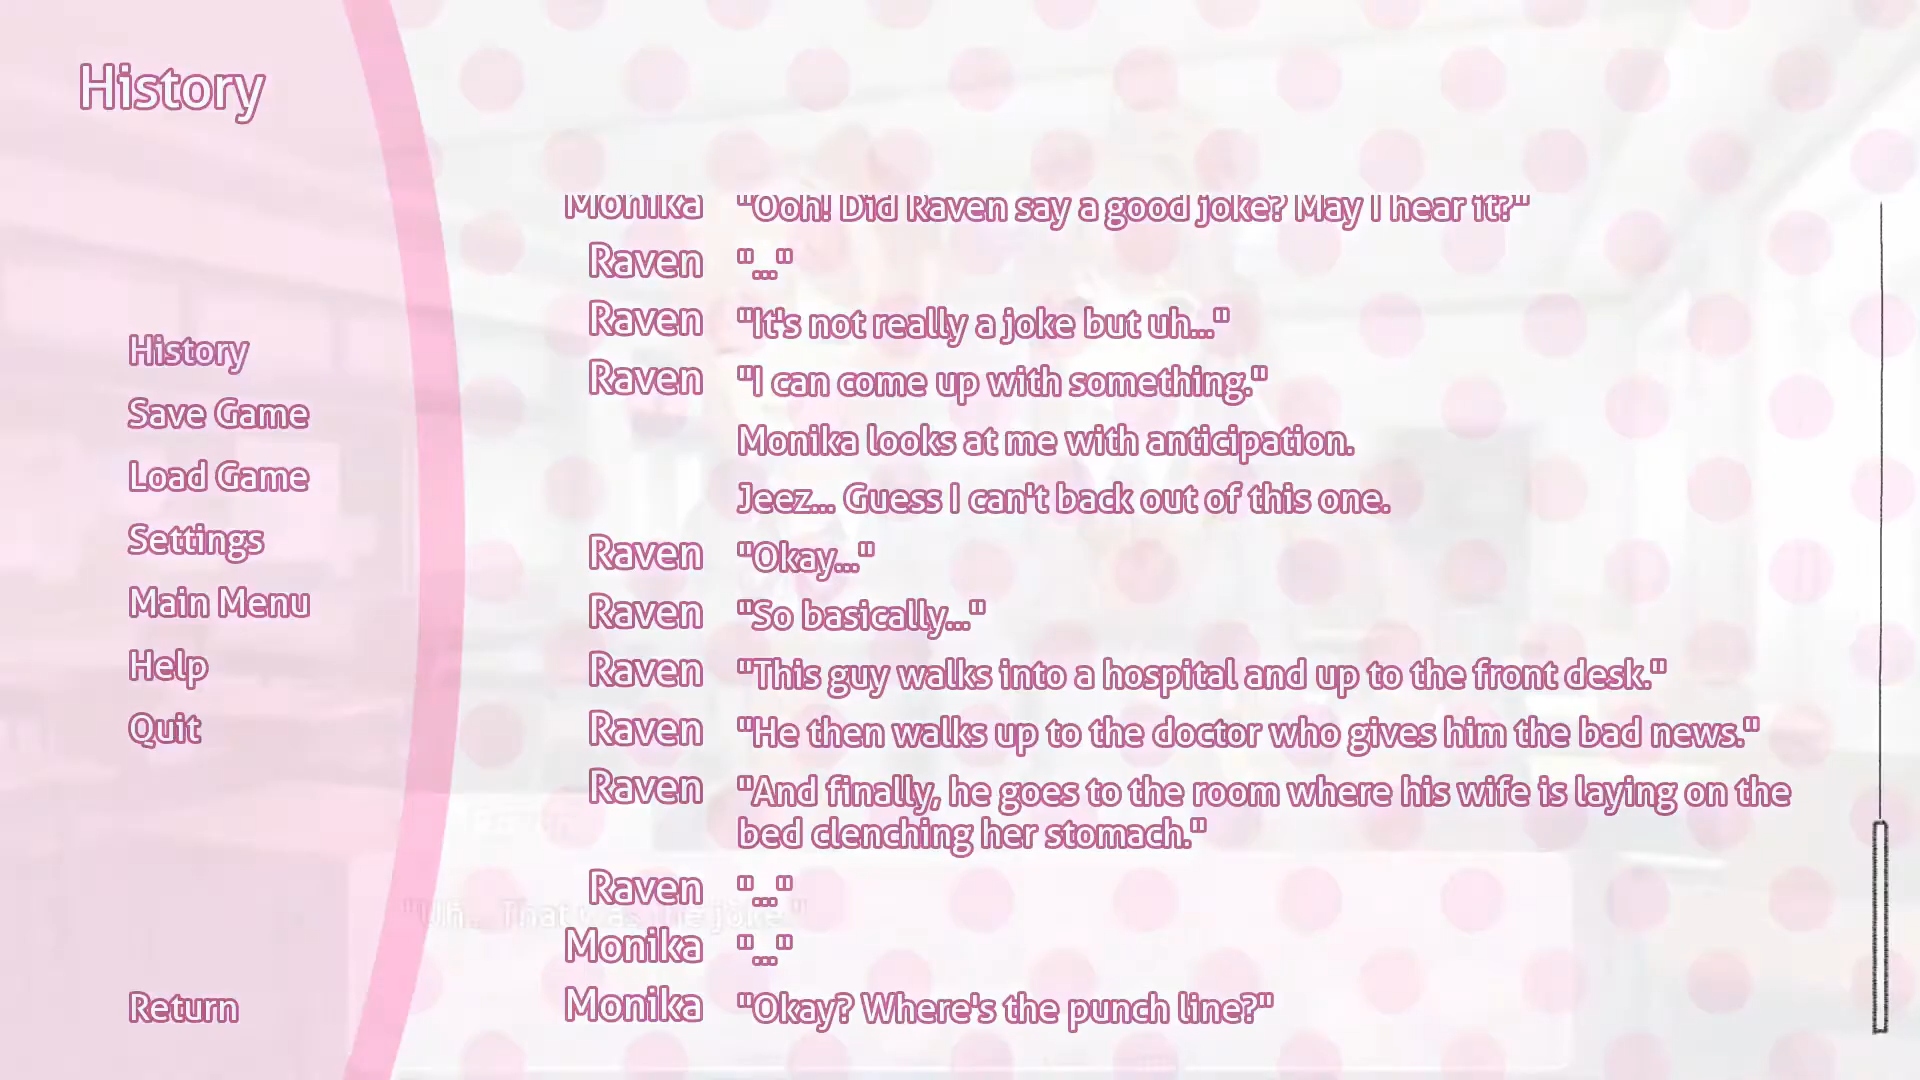 History
History
Save Game
Load Game
Settings
Main Menu
Help
Quit
Return
Monika "Ooh! Did Raven say a good joke? May I hear it?"
Raven "..."
Raven "It's not really a joke but uh..."
Raven "I can come up with something."
Monika looks at me with anticipation.
Jeez... Guess I can't back out of this one.
Raven "Okay..."
Raven "So basically..."
Raven "This guy walks into a hospital and up to the front desk."
Raven "He then walks up to the doctor who gives him the bad news."
Raven "And finally, he goes to the room where his wife is laying on the
bed clenching her stomach."
Raven "..."
"Uh... That was the joke."
Monika "..."
Monika "Okay? Where's the punch line?"